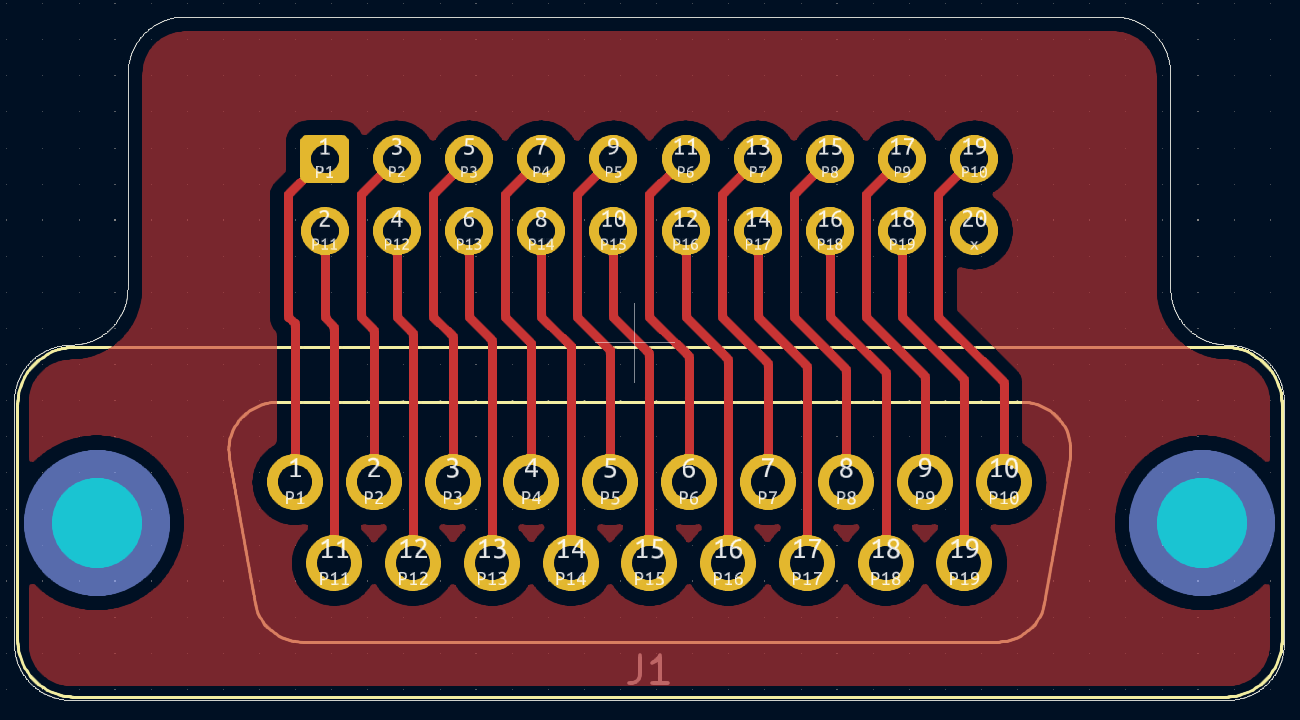 1 3 5 7 9 11 13 15 17 19
P1 P2 P3 P4 P5 P6 P7 P8 P9 P10
2 4 6 8 10 12 14 16 18 20
P11 P12 P13 P14 P15 P16 P17 P18 P19 x
1 2 3 4 5 6 7 8 9 10
P1 P2 P3 P4 P5 P6 P7 P8 P9 P10
11 12 13 14 15 16 17 18 19
P11 P12 P13 P14 P15 P16 P17 P18 P19
J1